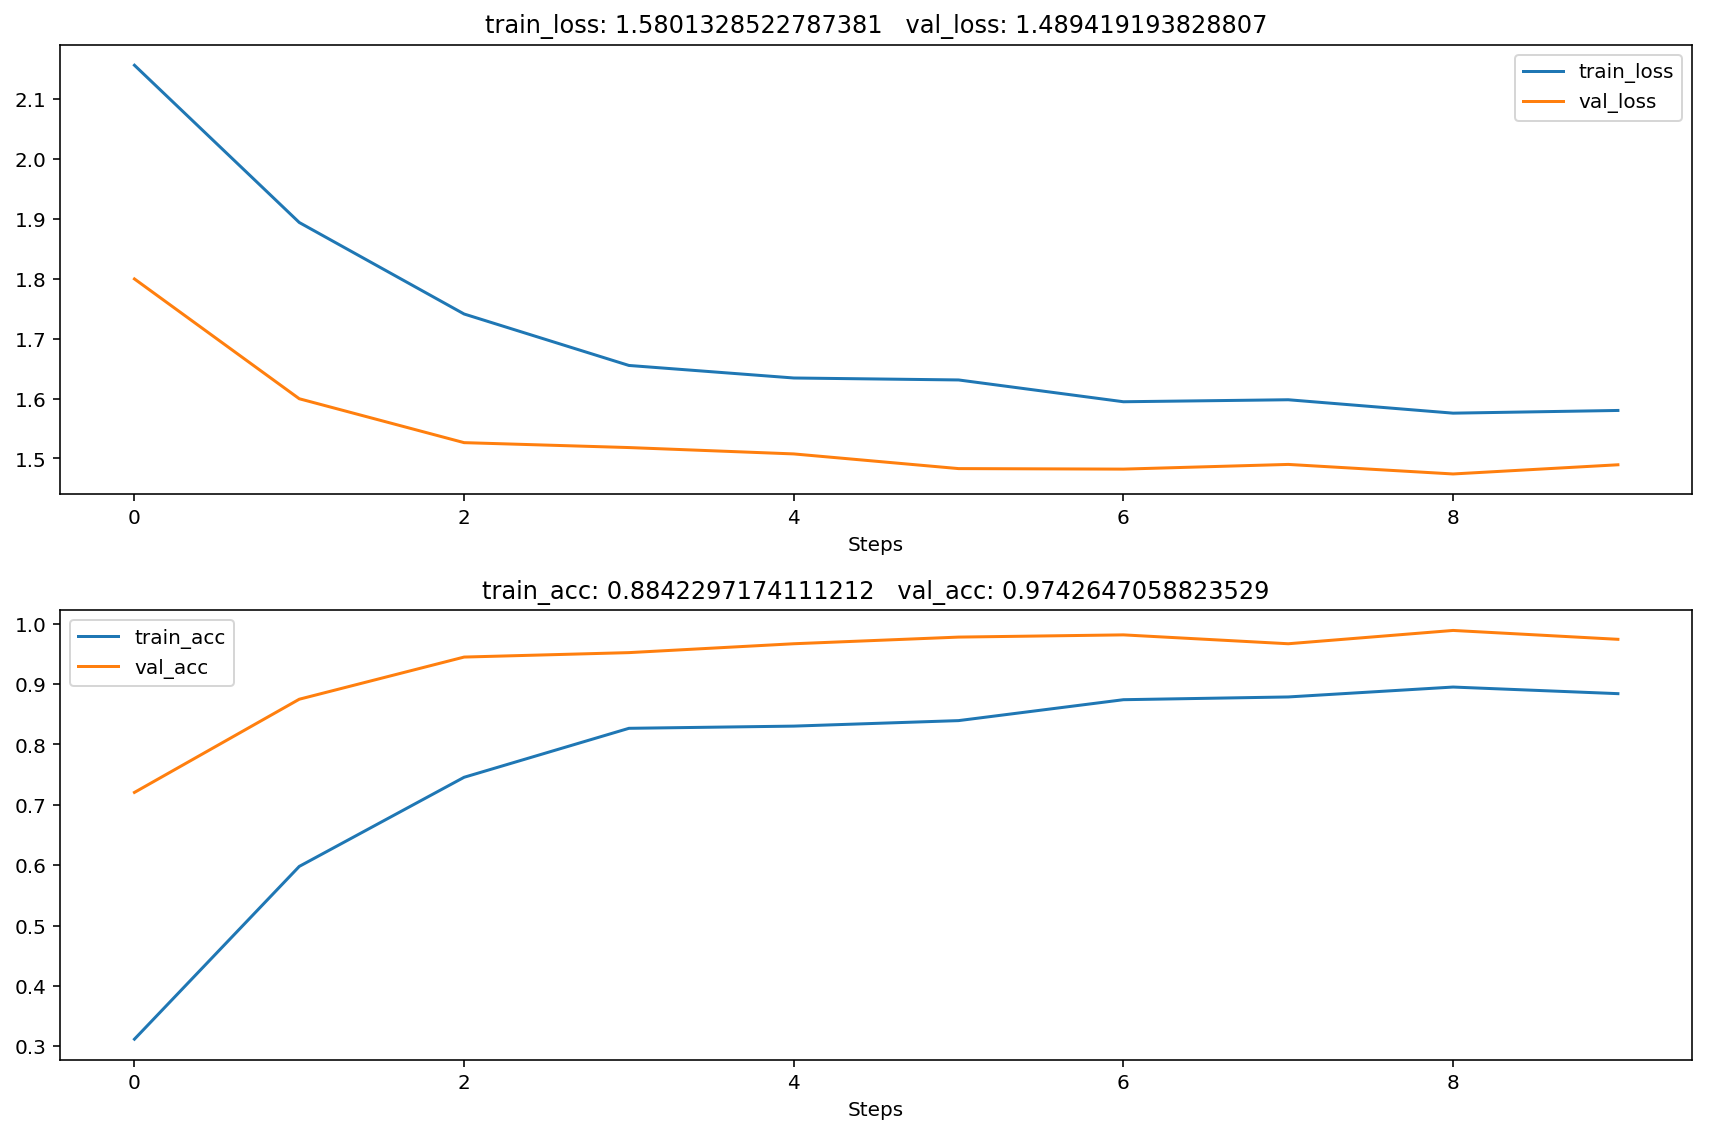 train_loss: 1.5801328522787381   val_loss: 1.489419193828807
train_loss
val_loss
2.1
2.0
1.9
1.8
1.7
1.6
1.5
0 2 4 6 8
Steps
train_acc: 0.8842297174111212   val_acc: 0.9742647058823529
train_acc
val_acc
1.0
0.9
0.8
0.7
0.6
0.5
0.4
0.3
0 2 4 6 8
Steps